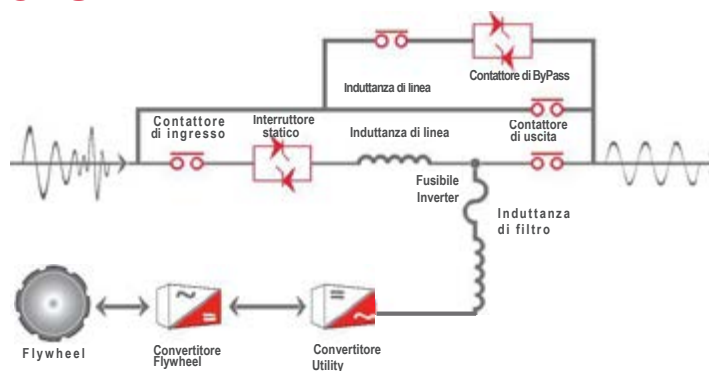 Contattore di ByPass
Induttanza di linea
Contattore
di ingresso
Interruttore
statico
Induttanza di linea
Contattore
di uscita
Fusibile
Inverter
Induttanza
di filtro
Flywheel
Convertitore
Flywheel
Convertitore
Utility